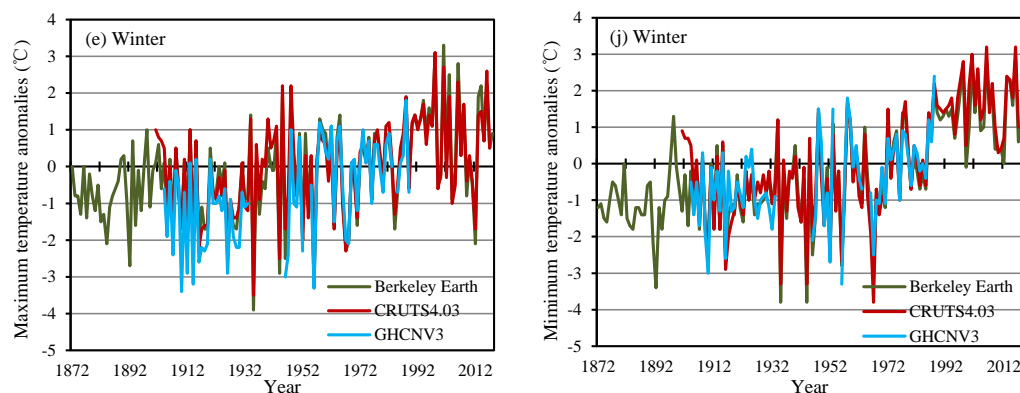 (e) Winter
Maximum temperature anomalies (℃)
4
3
2
1
0
-1
-2
-3
-4
-5
Berkeley Earth
CRUTS4.03
GHCNV3
1872 1892 1912 1932 1952 1972 1992 2012
Year
(j) Winter
Mimimum temperature anomalies (℃)
4
3
2
1
0
-1
-2
-3
-4
-5
Berkeley Earth
CRUTS4.03
GHCNV3
1872 1892 1912 1932 1952 1972 1992 2012
Year